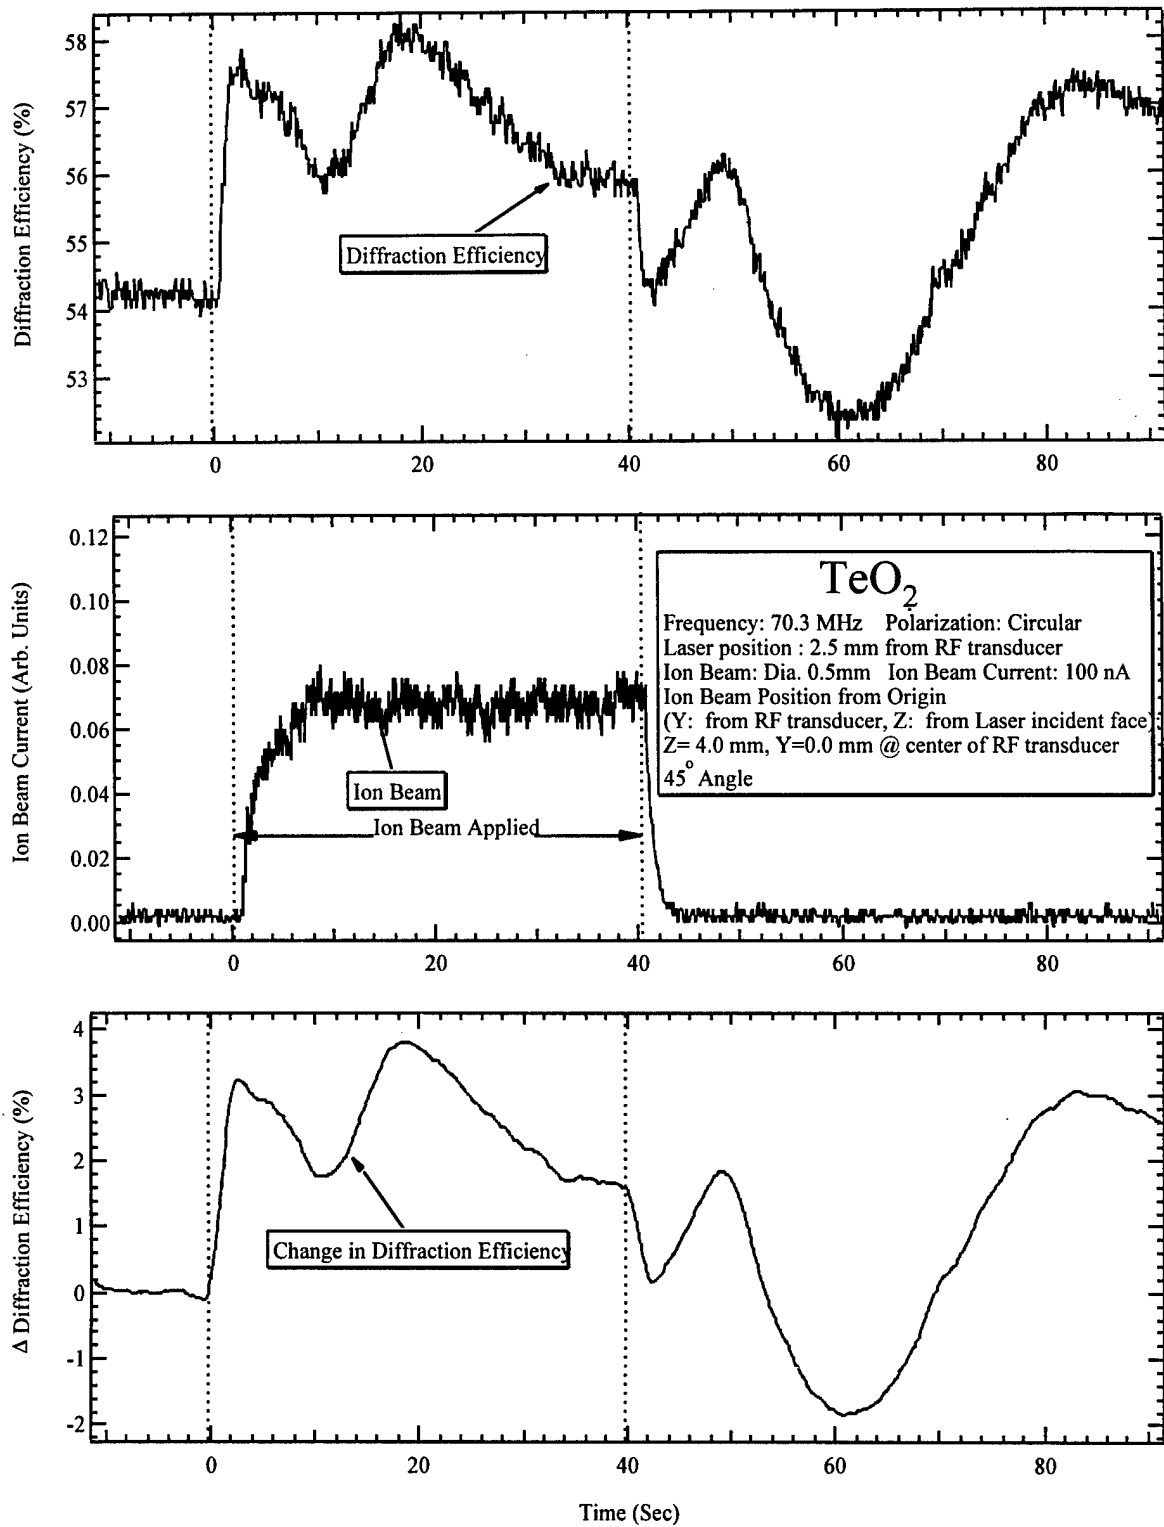 Diffraction Efficiency (%)
58
57
56
55
54
53
Diffraction Efficiency
0
20
40
60
80
Ion Beam Current (Arb. Units)
0.12
0.10
0.08
0.06
0.04
0.02
0.00
TeO2
Frequency: 70.3 MHz Polarization: Circular
Laser position : 2.5 mm from RF transducer
Ion Beam: Dia. 0.5mm Ion Beam Current: 100 nA
Ion Beam Position from Origin
(Y: from RF transducer, Z: from Laser incident face)
Z= 4.0 mm, Y=0.0 mm @ center of RF transducer
45° Angle
Ion Beam
Ion Beam Applied
0
20
40
60
80
Δ Diffraction Efficiency (%)
4
3
2
1
0
-1
-2
Change in Diffraction Efficiency
0
20
40
60
80
Time (Sec)